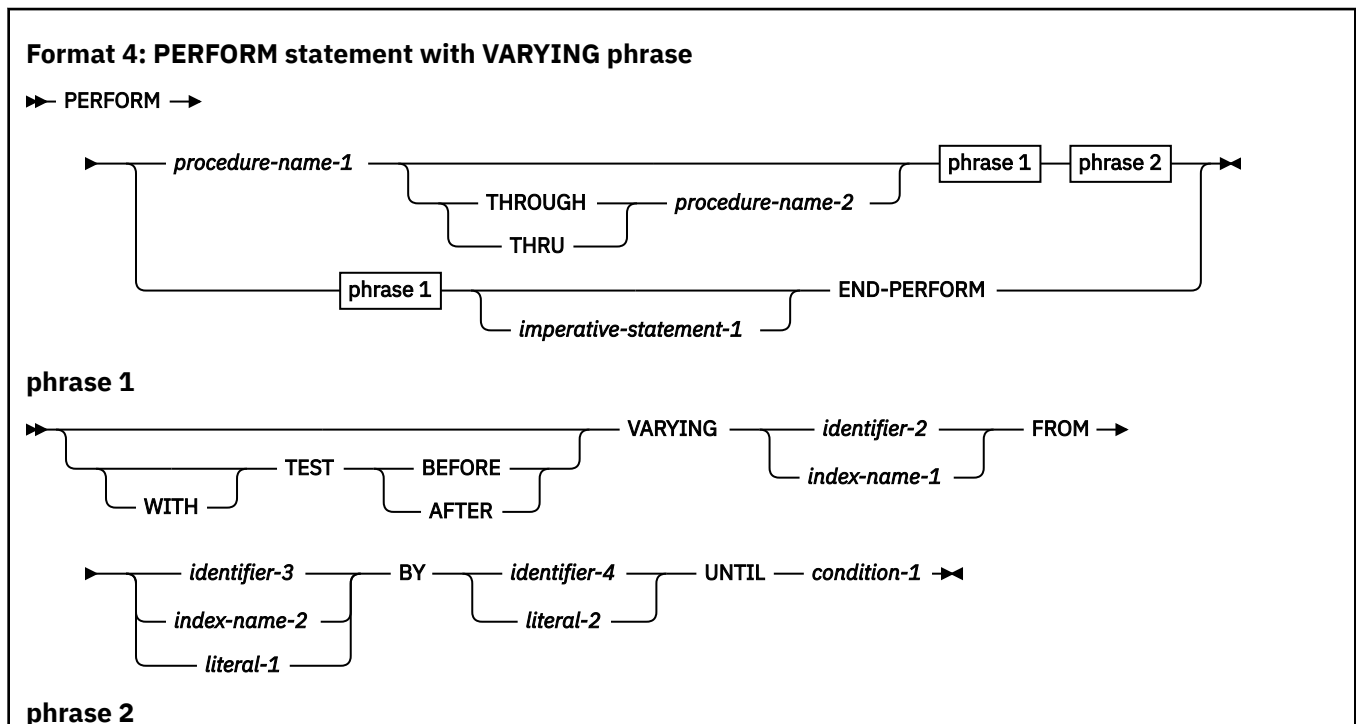 Format 4: PERFORM statement with VARYING phrase
PERFORM
procedure-name-1 phrase 1 phrase 2
THROUGH procedure-name-2
THRU
phrase 1 END-PERFORM
imperative-statement-1
phrase 1
VARYING identifier-2 FROM
TEST BEFORE index-name-1
WITH AFTER
identifier-3 BY identifier-4 UNTIL condition-1
index-name-2 literal-2
literal-1
phrase 2